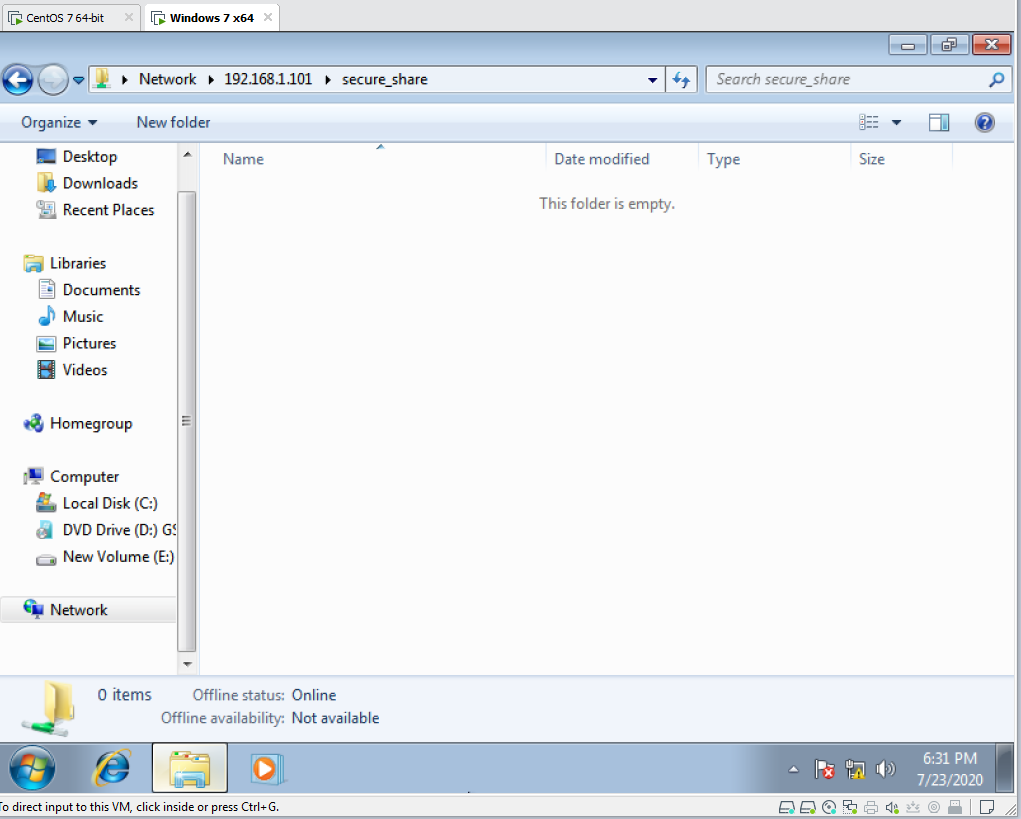 CentOS 7 64-bit Windows 7 x64
Network 192.168.1.101 secure_share Search secure_share
Organize New folder
Name Date modified Type Size
This folder is empty.
Desktop
Downloads
Recent Places
Libraries
Documents
Music
Pictures
Videos
Homegroup
Computer
Local Disk (C:)
DVD Drive (D:) GS
New Volume (E:)
Network
0 items Offline status: Online
Offline availability: Not available
6:31 PM
7/23/2020
To direct input to this VM, click inside or press Ctrl+G.